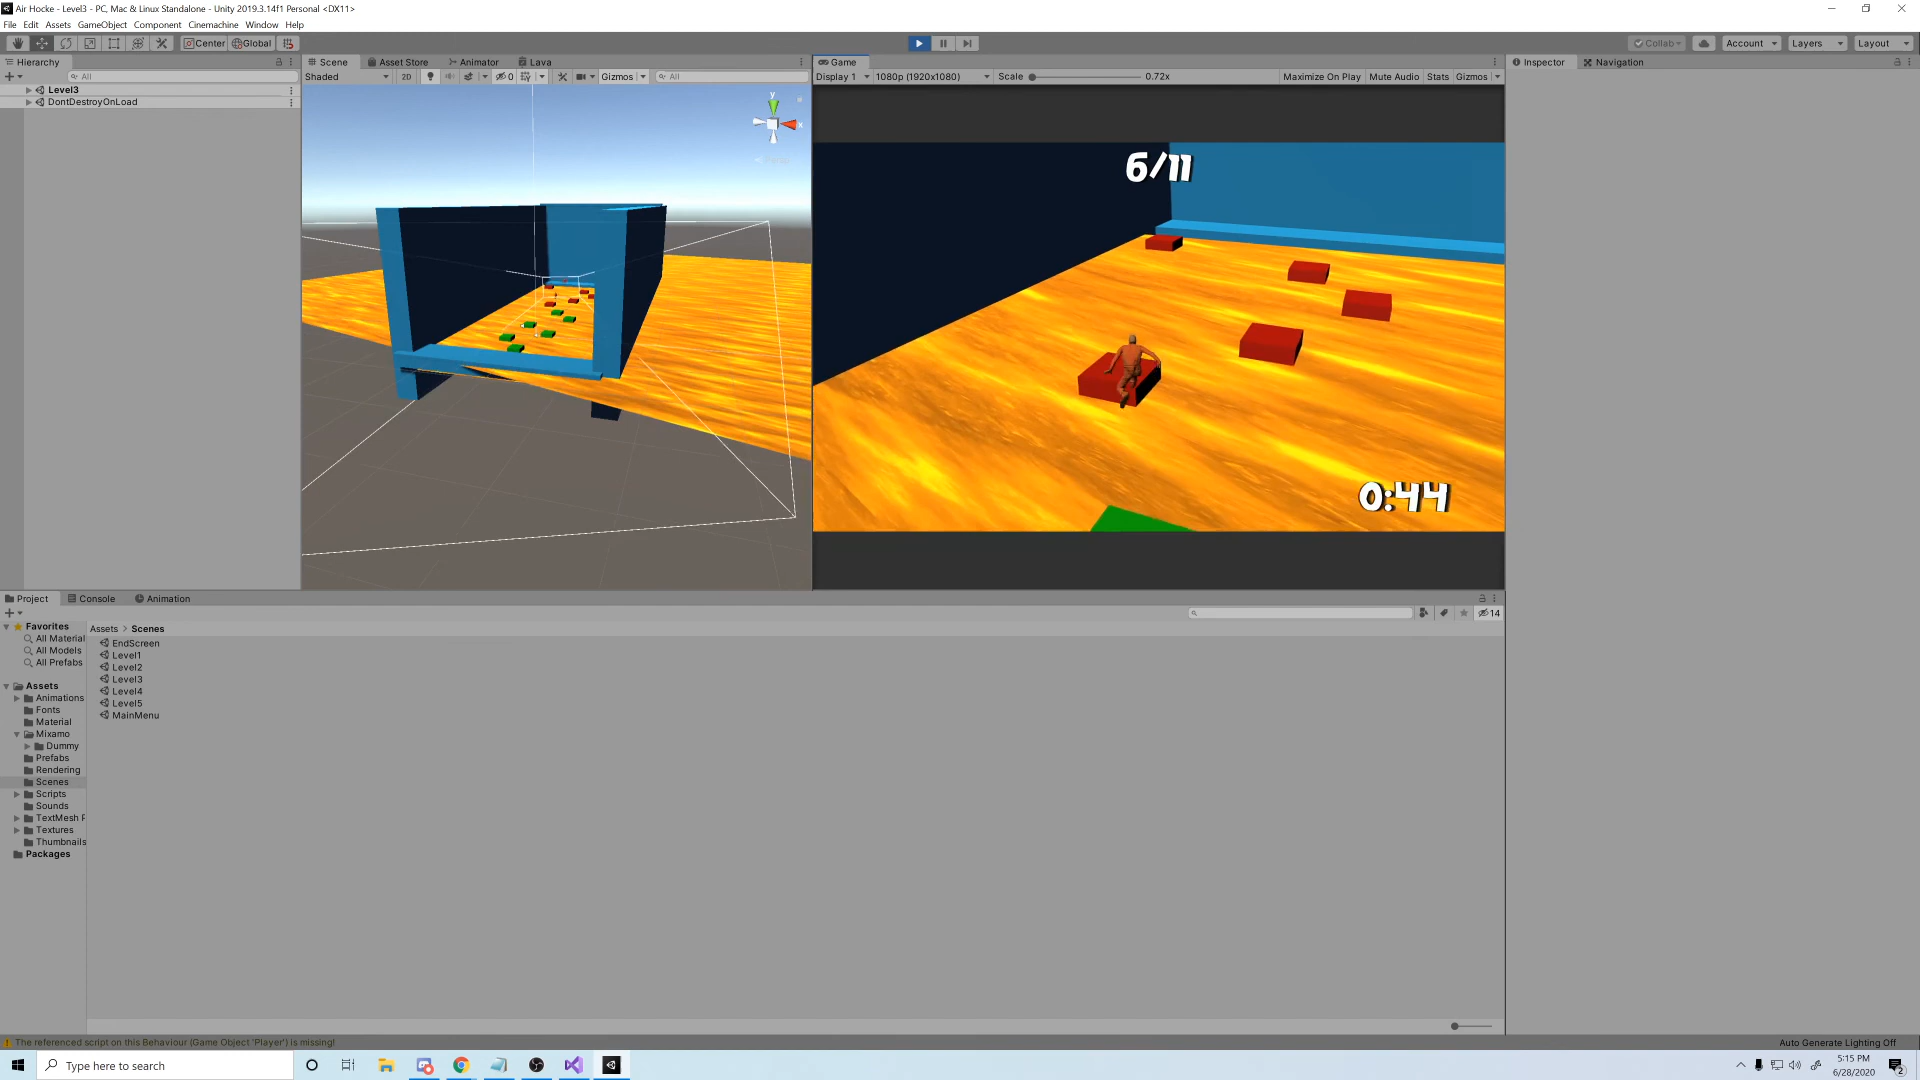 Air Hocke - Level3 - PC, Mac & Linux Standalone - Unity 2019.3.14f1 Personal <DX11>
File Edit Assets GameObject Component Cinemachine Window Help
Center Global Collab Account Layers Layout
Hierarchy
All
Level3
DontDestroyOnLoad
Scene Asset Store Animator Lava
Shaded 2D 0 Gizmos All
y
x
Game
Display 1 1080p (1920x1080) Scale 0.72x Maximize On Play Mute Audio Stats Gizmos
6/11
0:44
Inspector Navigation
Project Console Animation
14
Favorites
All Material
All Models
All Prefabs
Assets
Animations
Fonts
Material
Mixamo
Dummy
Prefabs
Rendering
Scenes
Scripts
Sounds
TextMesh P
Textures
Thumbnails
Packages
Assets > Scenes
EndScreen
Level1
Level2
Level3
Level4
Level5
MainMenu
The referenced script on this Behaviour (Game Object 'Player') is missing!
Auto Generate Lighting Off
Type here to search
5:15 PM
6/28/2020
2